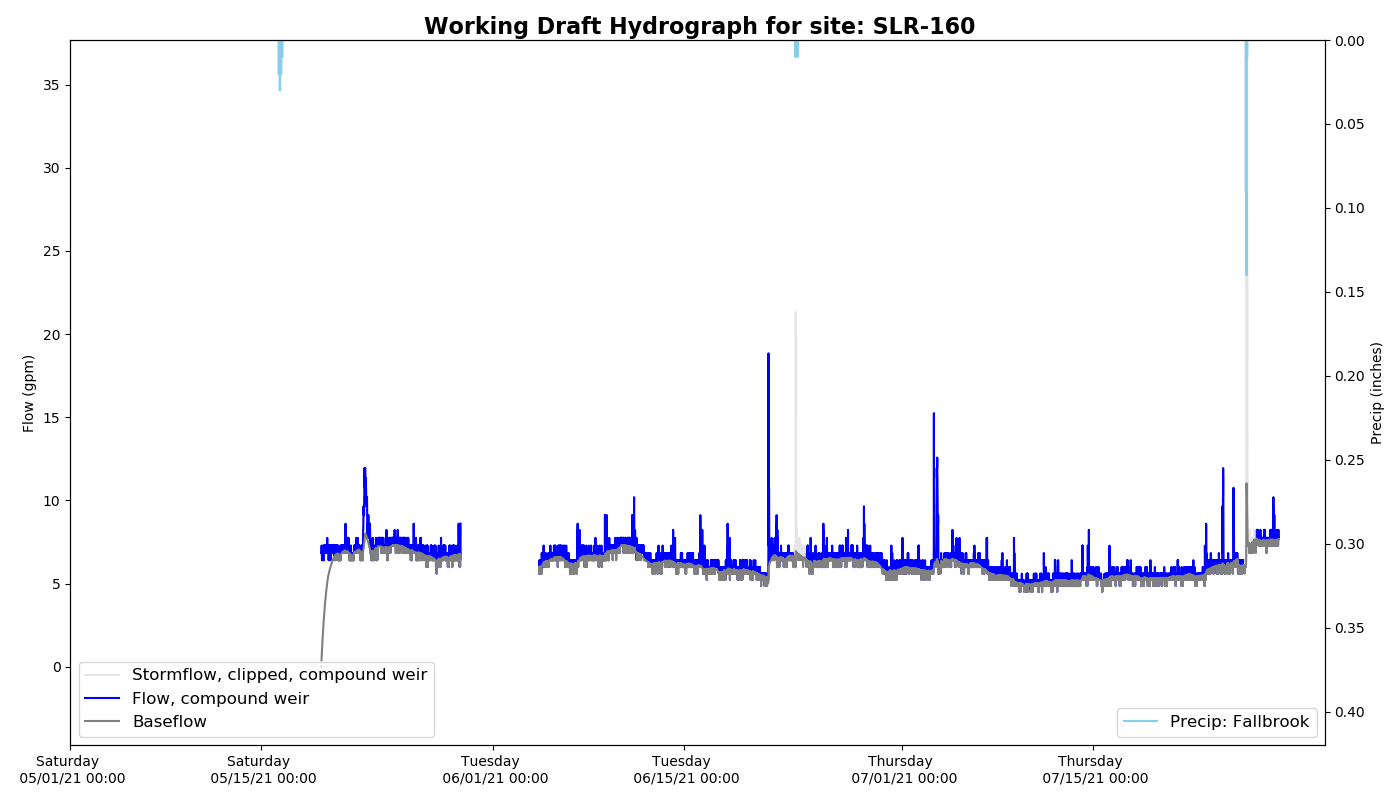 Working Draft Hydrograph for site: SLR-160
Flow (gpm)
35
30
25
20
15
10
5
0
0.00
0.05
0.10
0.15
0.20
0.25
0.30
0.35
0.40
Precip (inches)
Stormflow, clipped, compound weir
Flow, compound weir
Baseflow
Precip: Fallbrook
Saturday
05/01/21 00:00
Saturday
05/15/21 00:00
Tuesday
06/01/21 00:00
Tuesday
06/15/21 00:00
Thursday
07/01/21 00:00
Thursday
07/15/21 00:00